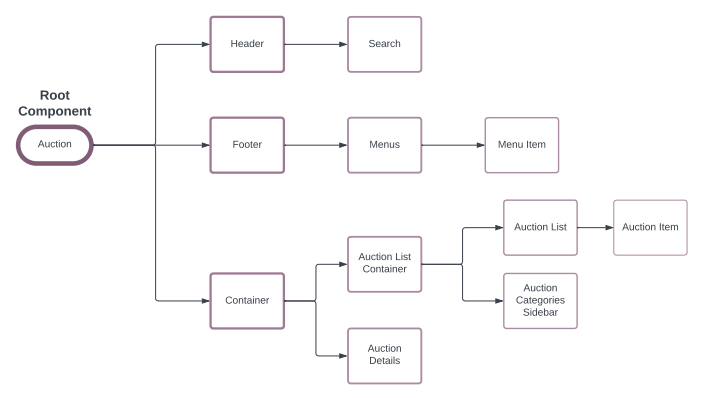 Header
Search
Root
Component
Auction
Footer
Menus
Menu Item
Container
Auction List
Container
Auction List
Auction Item
Auction
Categories
Sidebar
Auction
Details